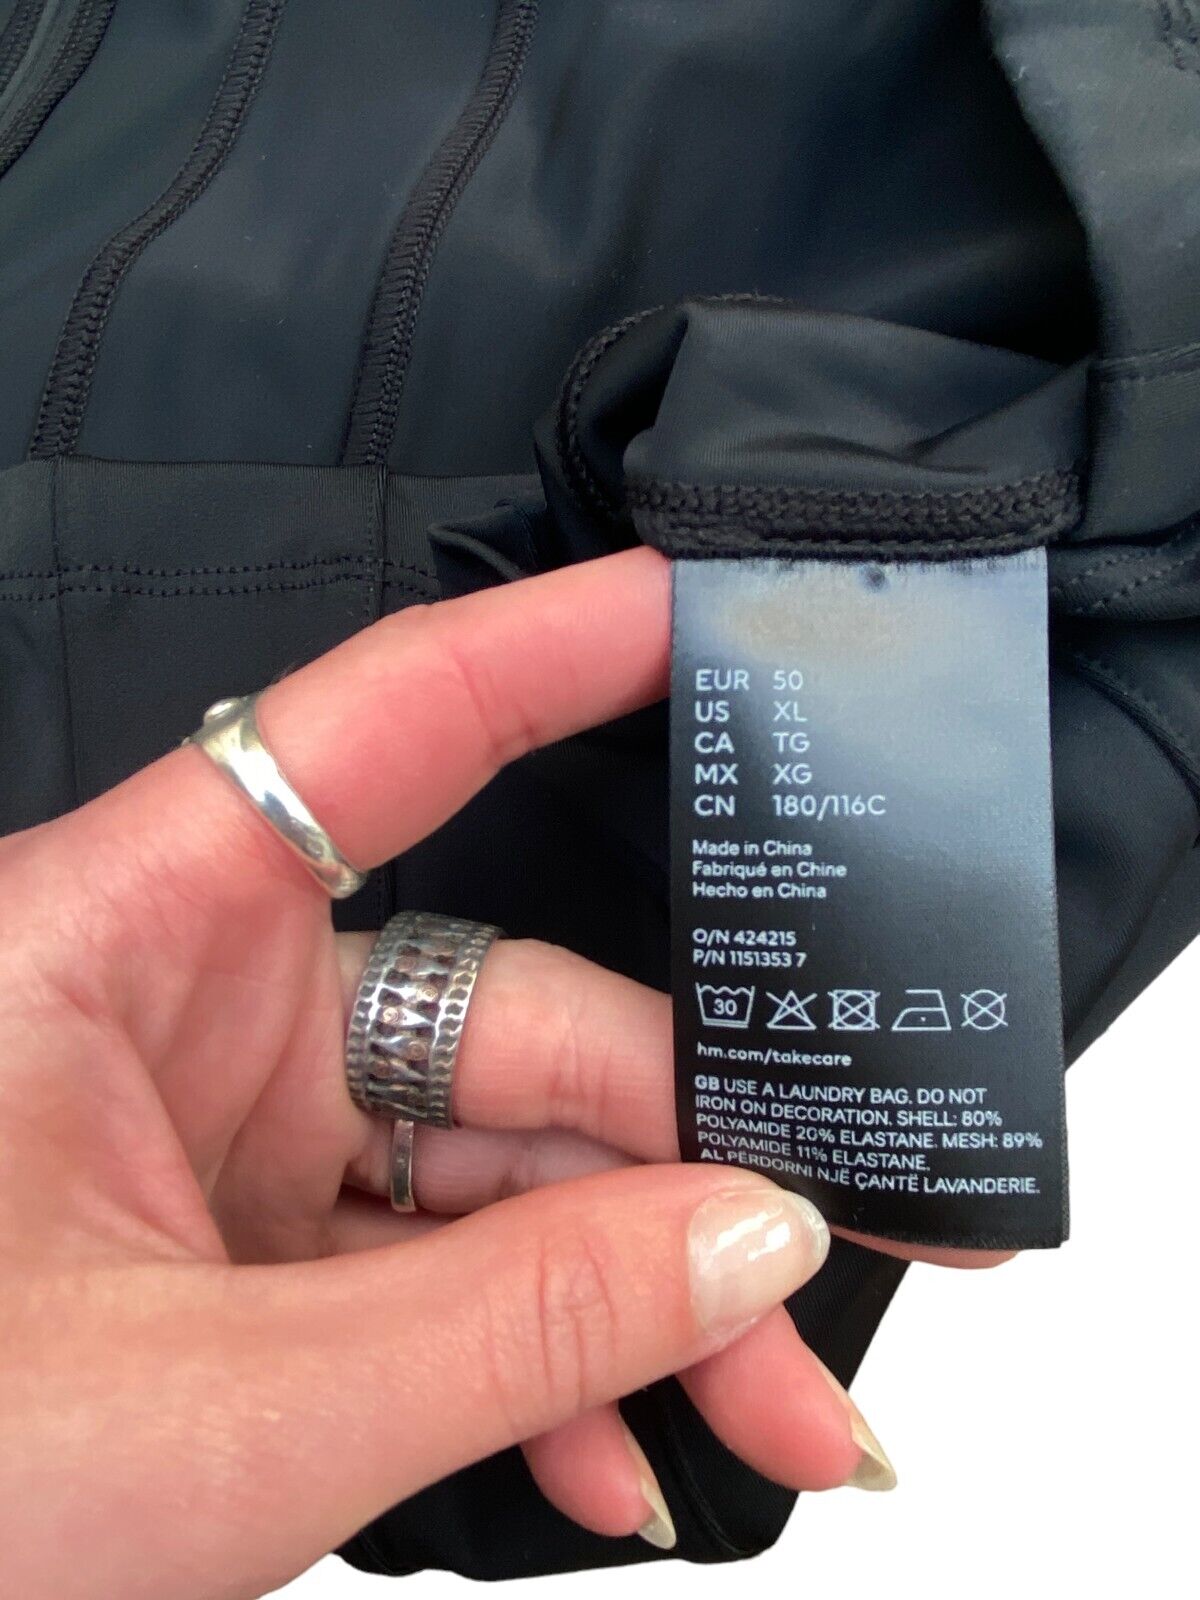 EUR 50
US XL
CA TG
MX XG
CN 180/116C
Made in China
Fabriqué en Chine
Hecho en China
O/N 424215
P/N 1151353 7
30
hm.com/takecare
GB USE A LAUNDRY BAG. DO NOT
IRON ON DECORATION. SHELL: 80%
POLYAMIDE 20% ELASTANE. MESH: 89%
POLYAMIDE 11% ELASTANE.
AL PËRDORNI NJË ÇANTË LAVANDERIE.